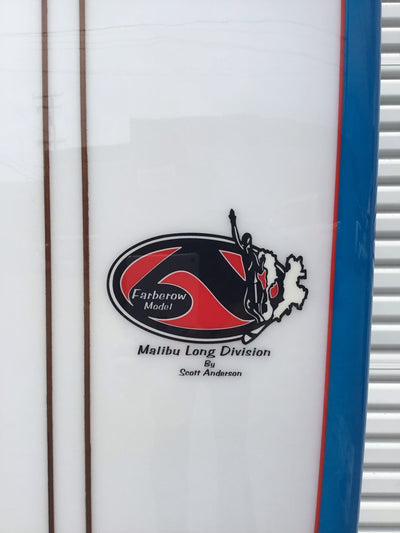 Farberow
Model
Malibu Long Division
By
Scott Anderson